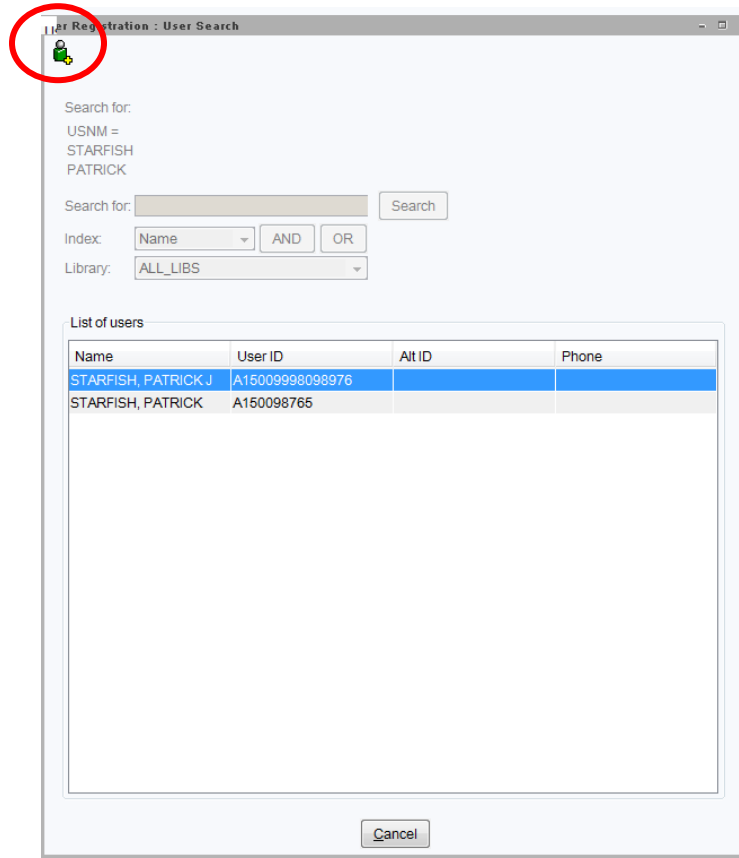 User Registration : User Search
Search for:
USNM =
STARFISH
PATRICK
Search for: Search
Index: Name AND OR
Library: ALL_LIBS
List of users
Name User ID Alt ID Phone
STARFISH, PATRICK J A15009998098976
STARFISH, PATRICK A150098765
Cancel